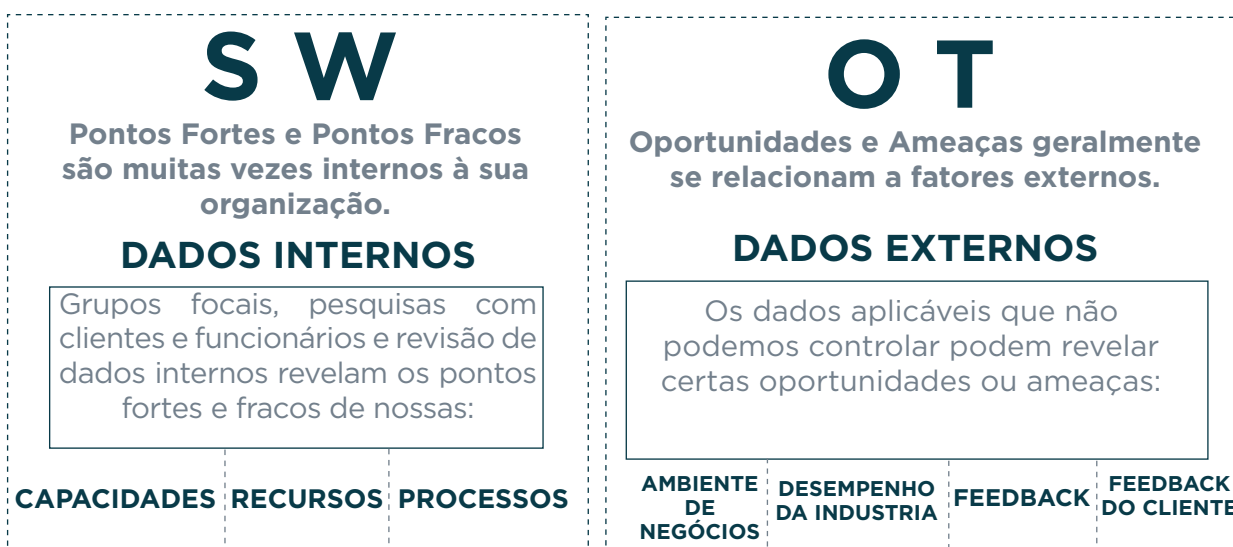 S W
Pontos Fortes e Pontos Fracos
são muitas vezes internos à sua
organização.
DADOS INTERNOS
Grupos focais, pesquisas com
clientes e funcionários e revisão de
dados internos revelam os pontos
fortes e fracos de nossas:
CAPACIDADES
RECURSOS
PROCESSOS
O T
Oportunidades e Ameaças geralmente
se relacionam a fatores externos.
DADOS EXTERNOS
Os dados aplicáveis que não
podemos controlar podem revelar
certas oportunidades ou ameaças:
AMBIENTE
DE
NEGÓCIOS
DESEMPENHO
DA INDUSTRIA
FEEDBACK
FEEDBACK
DO CLIENTE